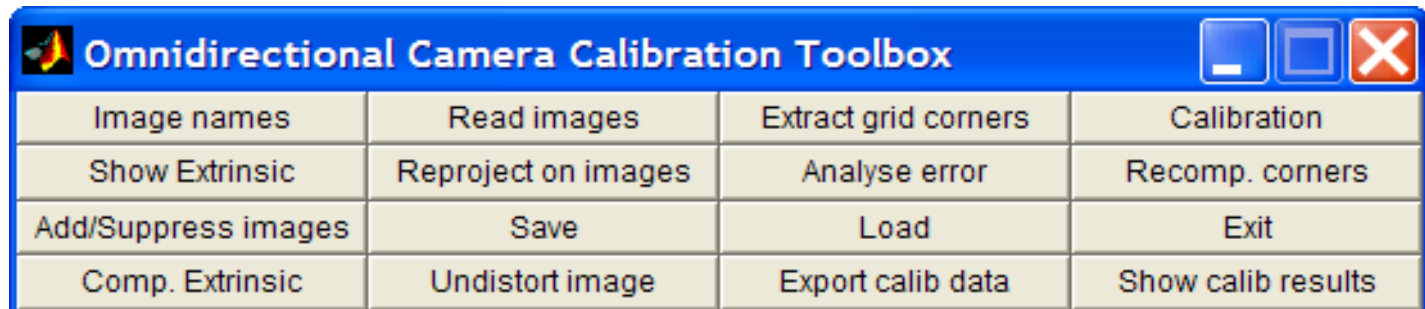 Omnidirectional Camera Calibration Toolbox
Image names Read images Extract grid corners Calibration
Show Extrinsic Reproject on images Analyse error Recomp. corners
Add/Suppress images Save Load Exit
Comp. Extrinsic Undistort image Export calib data Show calib results